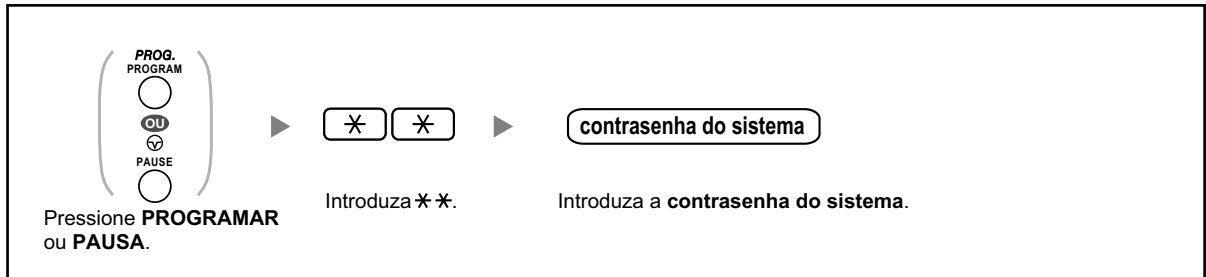 PROG.
PROGRAM
OU
PAUSE
Pressione PROGRAMAR
ou PAUSA.
* *
Introduza * *.
contrasenha do sistema
Introduza a contrasenha do sistema.